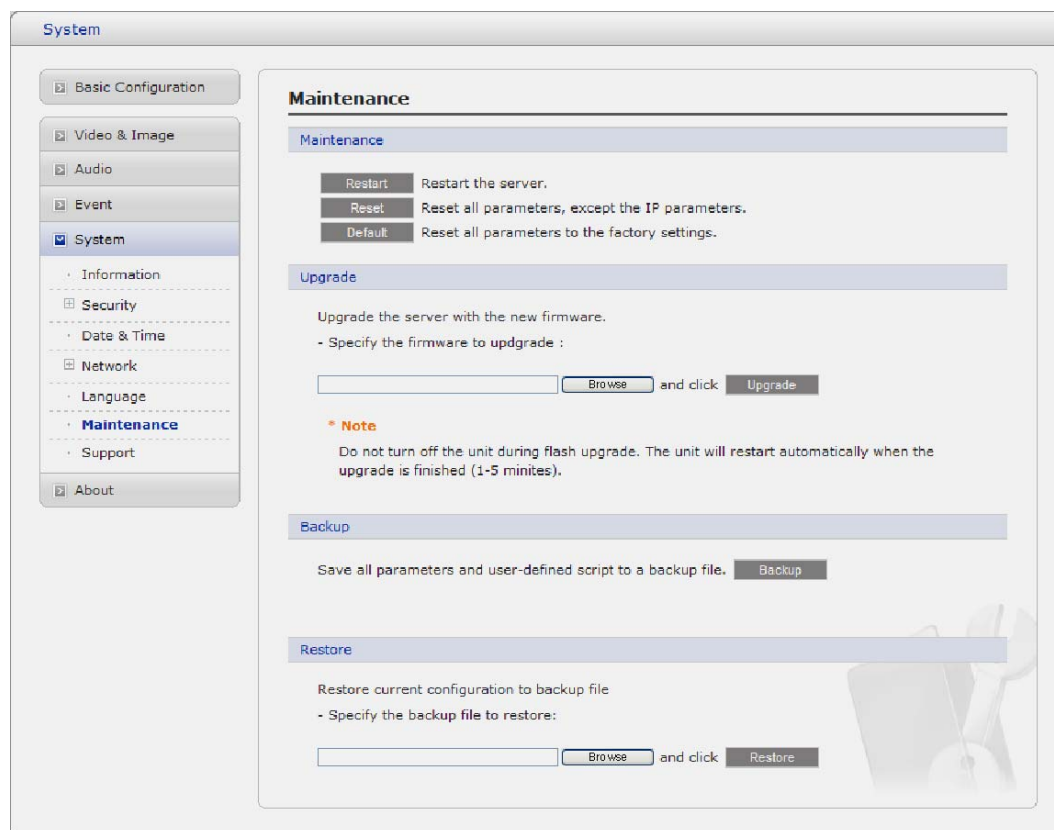 System
Basic Configuration
Video & Image
Audio
Event
System
Information
Security
Date & Time
Network
Language
Maintenance
Support
About
Maintenance
Maintenance
Restart Restart the server.
Reset Reset all parameters, except the IP parameters.
Default Reset all parameters to the factory settings.
Upgrade
Upgrade the server with the new firmware.
- Specify the firmware to updgrade :
Browse and click Upgrade
* Note
Do not turn off the unit during flash upgrade. The unit will restart automatically when the
upgrade is finished (1-5 minites).
Backup
Save all parameters and user-defined script to a backup file. Backup
Restore
Restore current configuration to backup file
- Specify the backup file to restore:
Browse and click Restore